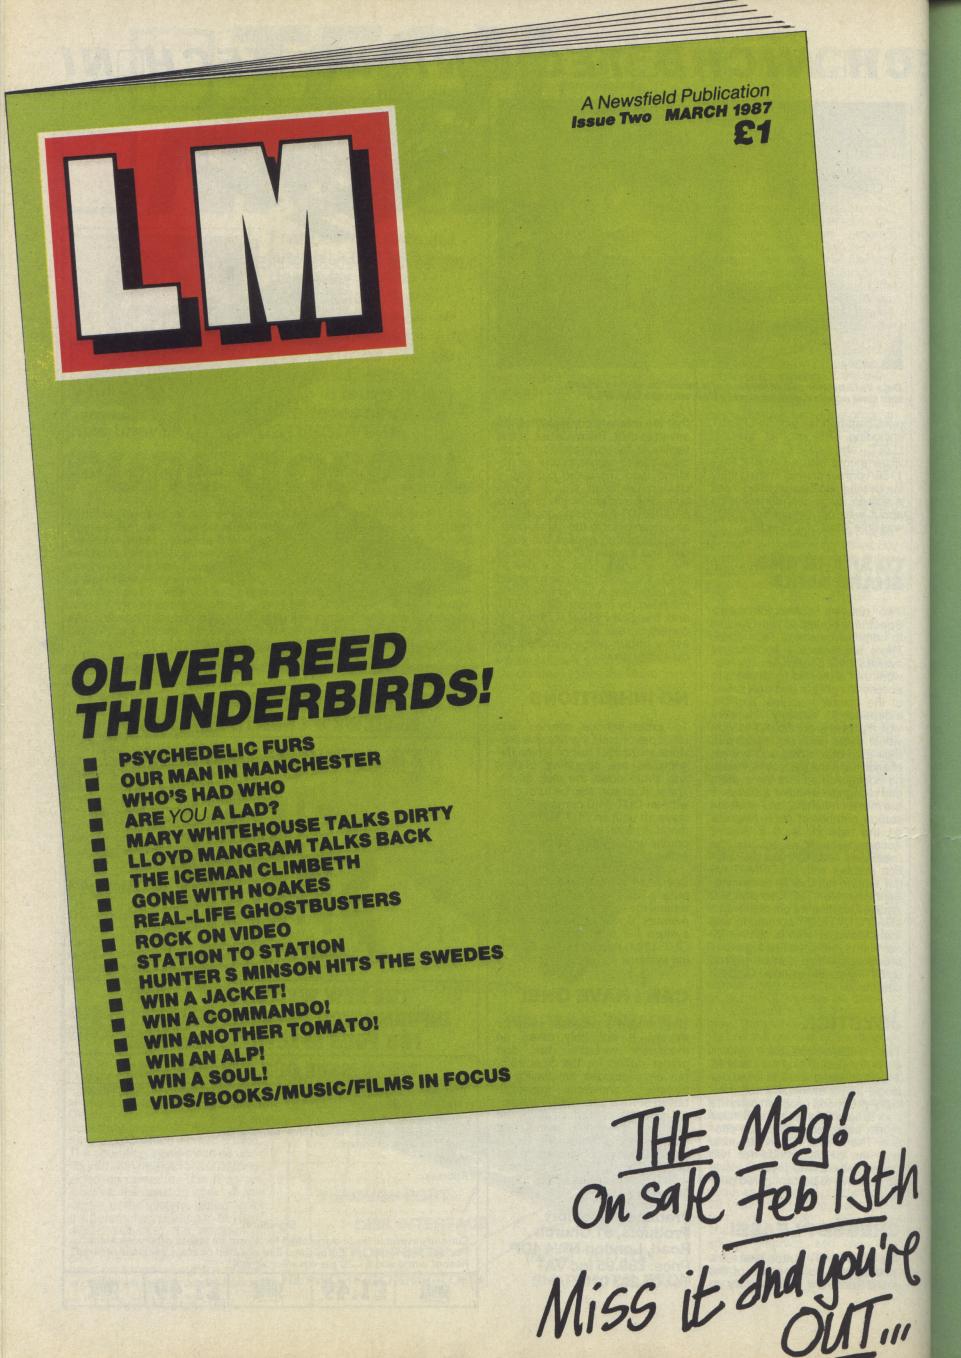 A Newsfield Publication
Issue Two MARCH 1987
£1
LM
OLIVER REED
THUNDERBIRDS!
■ PSYCHEDELIC FURS
■ OUR MAN IN MANCHESTER
■ WHO'S HAD WHO
■ ARE YOU A LAD?
■ MARY WHITEHOUSE TALKS DIRTY
■ LLOYD MANGRAM TALKS BACK
■ THE ICEMAN CLIMBETH
■ GONE WITH NOAKES
■ REAL-LIFE GHOSTBUSTERS
■ ROCK ON VIDEO
■ STATION TO STATION
■ HUNTER S MINSON HITS THE SWEDES
■ WIN A JACKET!
■ WIN A COMMANDO!
■ WIN ANOTHER TOMATO!
■ WIN AN ALP!
■ WIN A SOUL!
■ VIDS/BOOKS/MUSIC/FILMS IN FOCUS
THE Mag!
On sale Feb 19th
Miss it and you're
OUT...